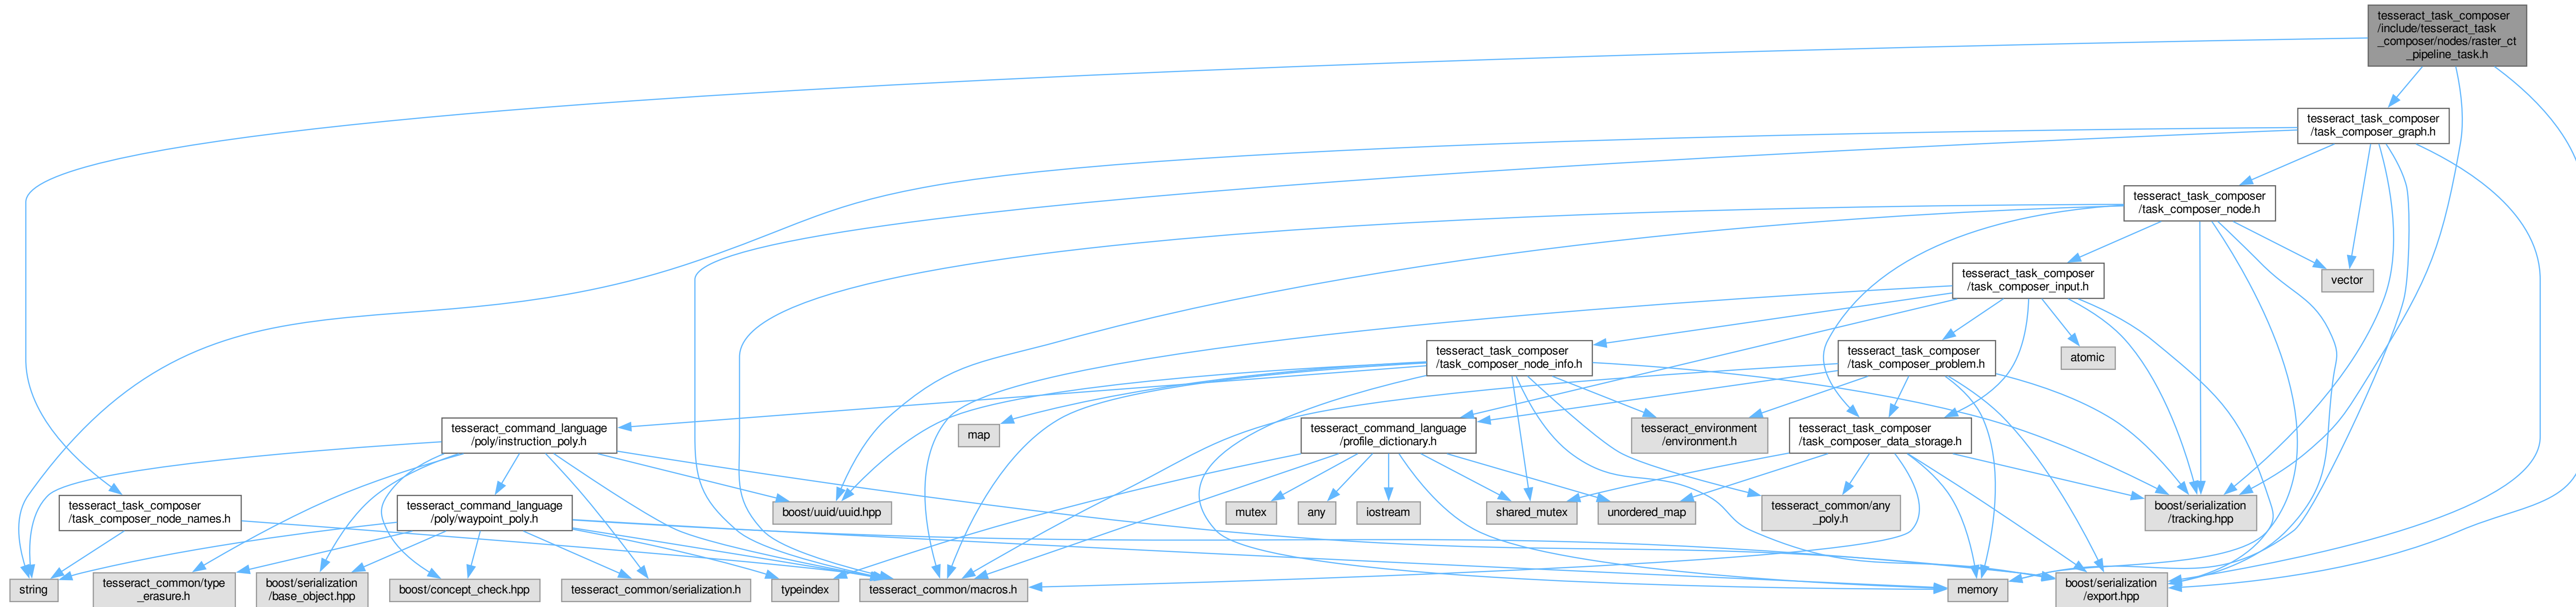 tesseract_task_composer
/include/tesseract_task
_composer/nodes/raster_ct
_pipeline_task.h
tesseract_task_composer
/task_composer_graph.h
tesseract_task_composer
/task_composer_node.h
tesseract_task_composer
/task_composer_input.h
vector
tesseract_task_composer
/task_composer_node_info.h
tesseract_task_composer
/task_composer_problem.h
atomic
tesseract_command_language
/poly/instruction_poly.h
map
tesseract_command_language
/profile_dictionary.h
tesseract_environment
/environment.h
tesseract_task_composer
/task_composer_data_storage.h
tesseract_task_composer
/task_composer_node_names.h
tesseract_command_language
/poly/waypoint_poly.h
boost/uuid/uuid.hpp
mutex
any
iostream
shared_mutex
unordered_map
tesseract_common/any
_poly.h
boost/serialization
/tracking.hpp
string
tesseract_common/type
_erasure.h
boost/serialization
/base_object.hpp
boost/concept_check.hpp
tesseract_common/serialization.h
typeindex
tesseract_common/macros.h
memory
boost/serialization
/export.hpp